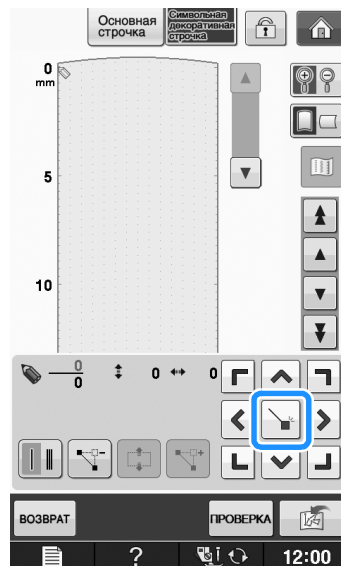 Основная
строчка
Символьная
декоративная
строчка
0
mm
5
10
0
0
0
0
ВОЗВРАТ
ПРОВЕРКА
?
12:00